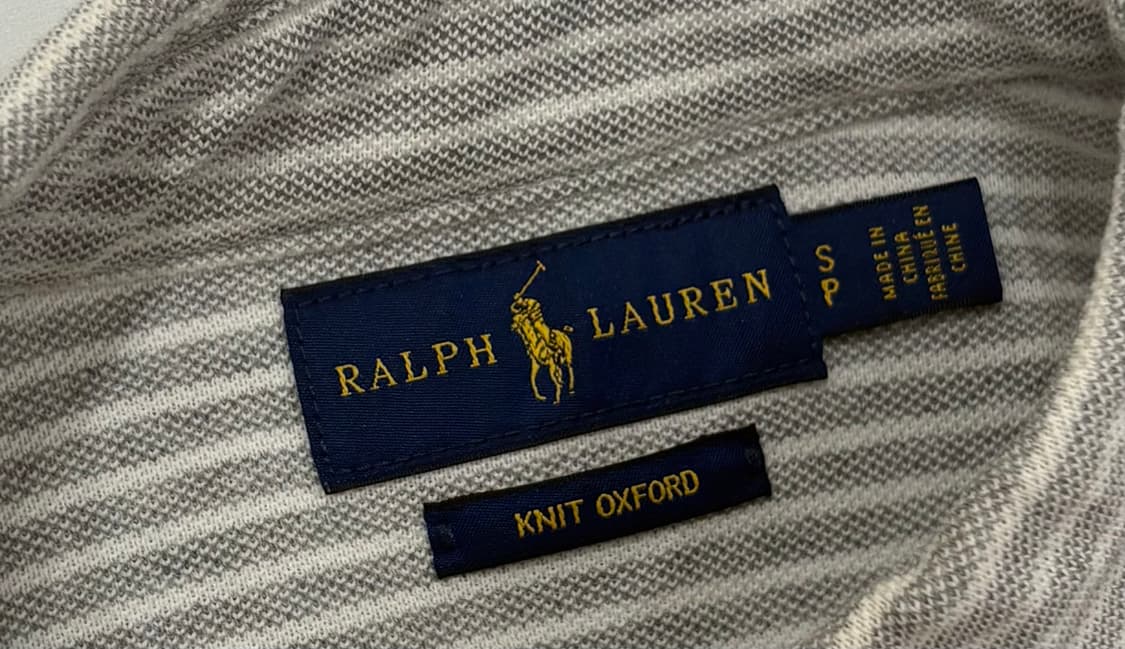 RALPH LAUREN
S
P
MADE IN
CHINA
FABRIQUÉ EN
CHINE
KNIT OXFORD